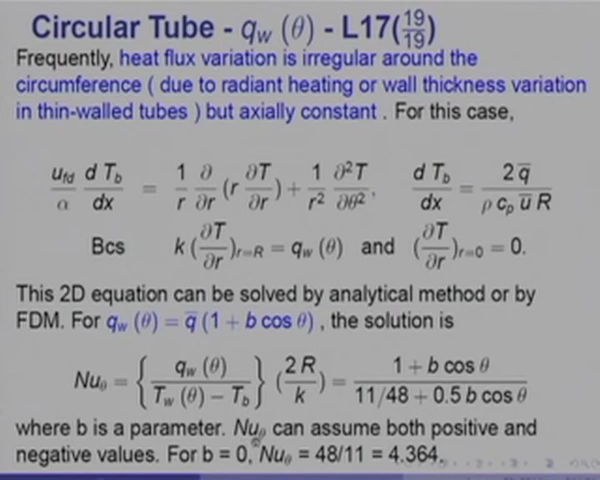 Circular Tube - q_w (θ) - L17(19/19)
Frequently, heat flux variation is irregular around the
circumference ( due to radiant heating or wall thickness variation
in thin-walled tubes ) but axially constant . For this case,
u_fd/α d T_b/dx = 1/r ∂/∂r (r ∂T/∂r) + 1/r² ∂²T/∂θ², d T_b/dx = 2 q̄/(ρ c_p ū R)
Bcs k (∂T/∂r)_r=R = q_w (θ) and (∂T/∂r)_r=0 = 0.
This 2D equation can be solved by analytical method or by
FDM. For q_w (θ) = q̄ (1 + b cos θ) , the solution is
Nu_θ = { q_w (θ)/(T_w (θ) − T_b) } (2 R/k) = (1 + b cos θ)/(11/48 + 0.5 b cos θ)
where b is a parameter. Nu_θ can assume both positive and
negative values. For b = 0, Nu_θ = 48/11 = 4.364.